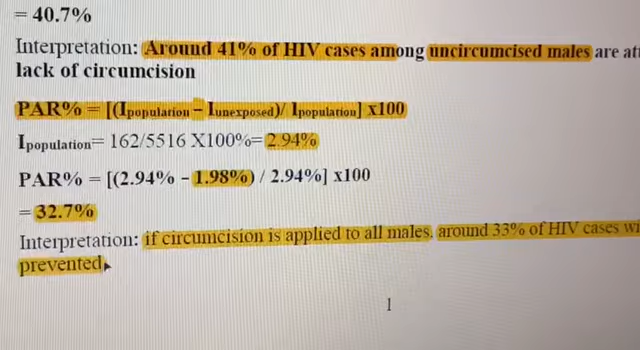 = 40.7%
Interpretation: Around 41% of HIV cases among uncircumcised males are
lack of circumcision
PAR% = [(Ipopulation – Iunexposed)/ Ipopulation] x100
Ipopulation= 162/5516 X100%= 2.94%
PAR% = [(2.94% - 1.98%) / 2.94%] x100
= 32.7%
Interpretation: if circumcision is applied to all males, around 33% of HIV cases
prevented
1